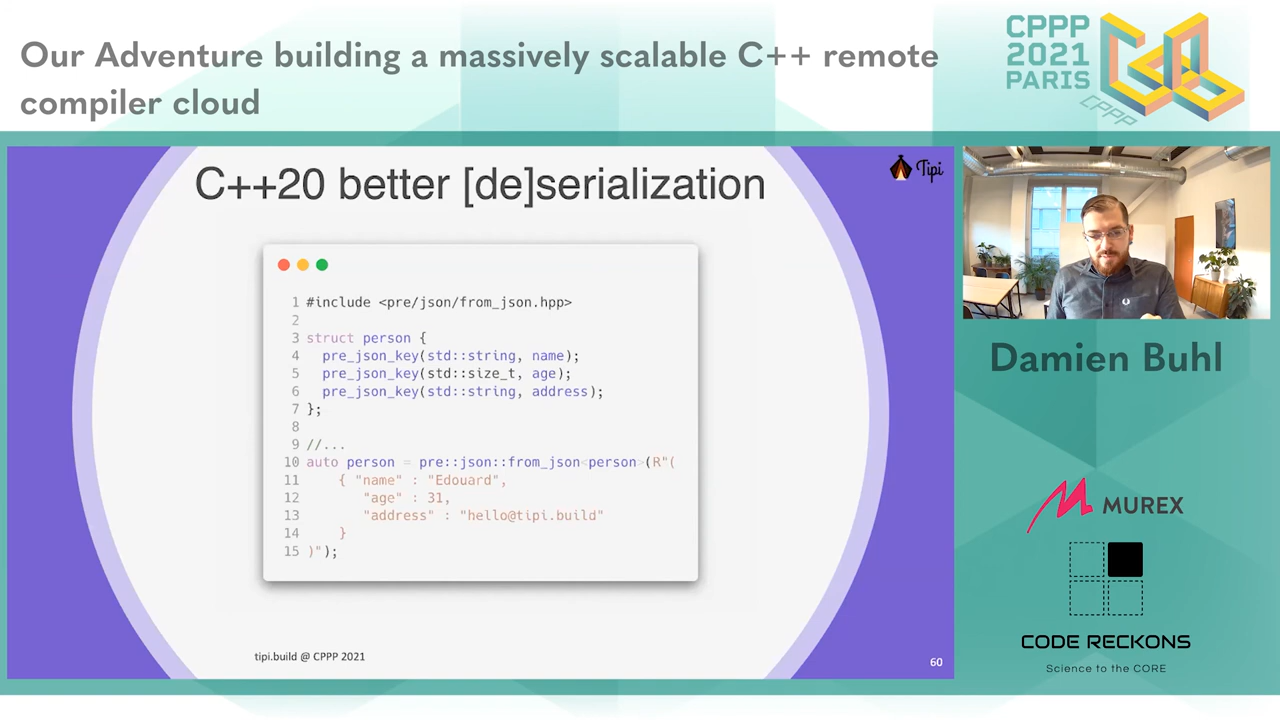 Our Adventure building a massively scalable C++ remote
compiler cloud
CPPP
2021
PARIS
CPPP
C++20 better [de]serialization
Tipi
1 #include <pre/json/from_json.hpp>
2
3 struct person {
4   pre_json_key(std::string, name);
5   pre_json_key(std::size_t, age);
6   pre_json_key(std::string, address);
7 };
8
9 //...
10 auto person = pre::json::from_json<person>(R"(
11     { "name" : "Edouard",
12        "age" : 31,
13        "address" : "hello@tipi.build"
14     }
15 )");
tipi.build @ CPPP 2021
60
Damien Buhl
MUREX
CODE RECKONS
Science to the CORE